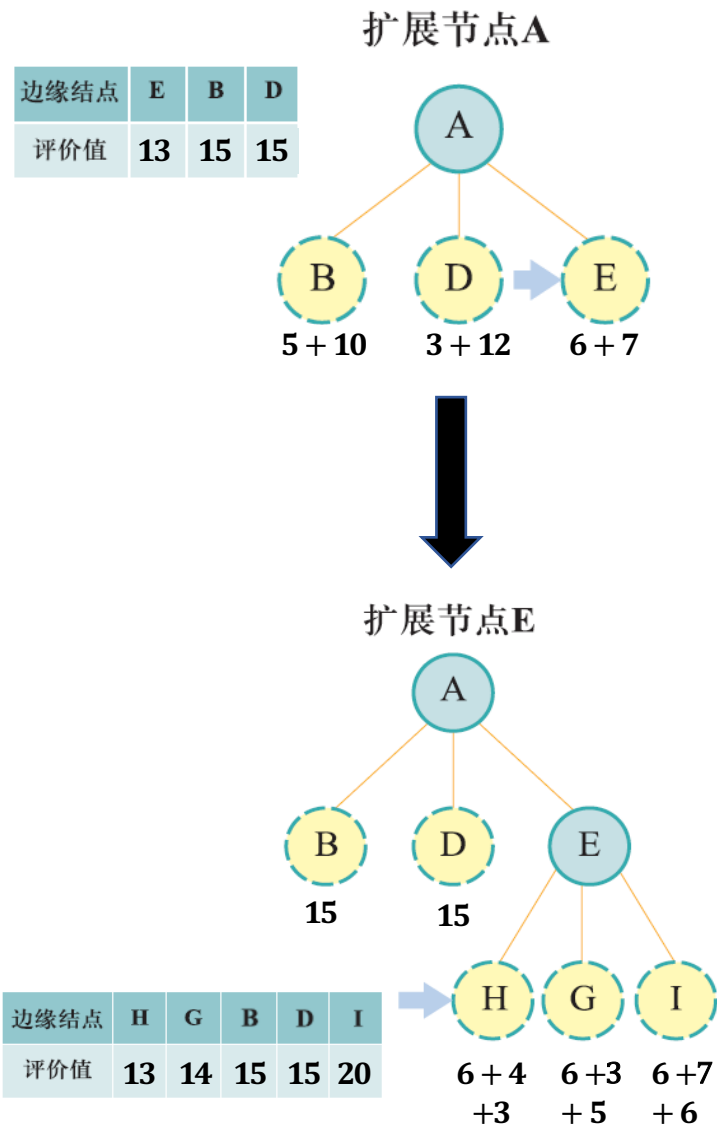 扩展节点A
边缘结点 E B D
评价值 13 15 15
A
B D E
5 + 10 3 + 12 6 + 7
扩展节点E
A
B D E
15 15
H G I
边缘结点 H G B D I
评价值 13 14 15 15 20
6 + 4 6 +3 6 +7
+3 + 5 + 6